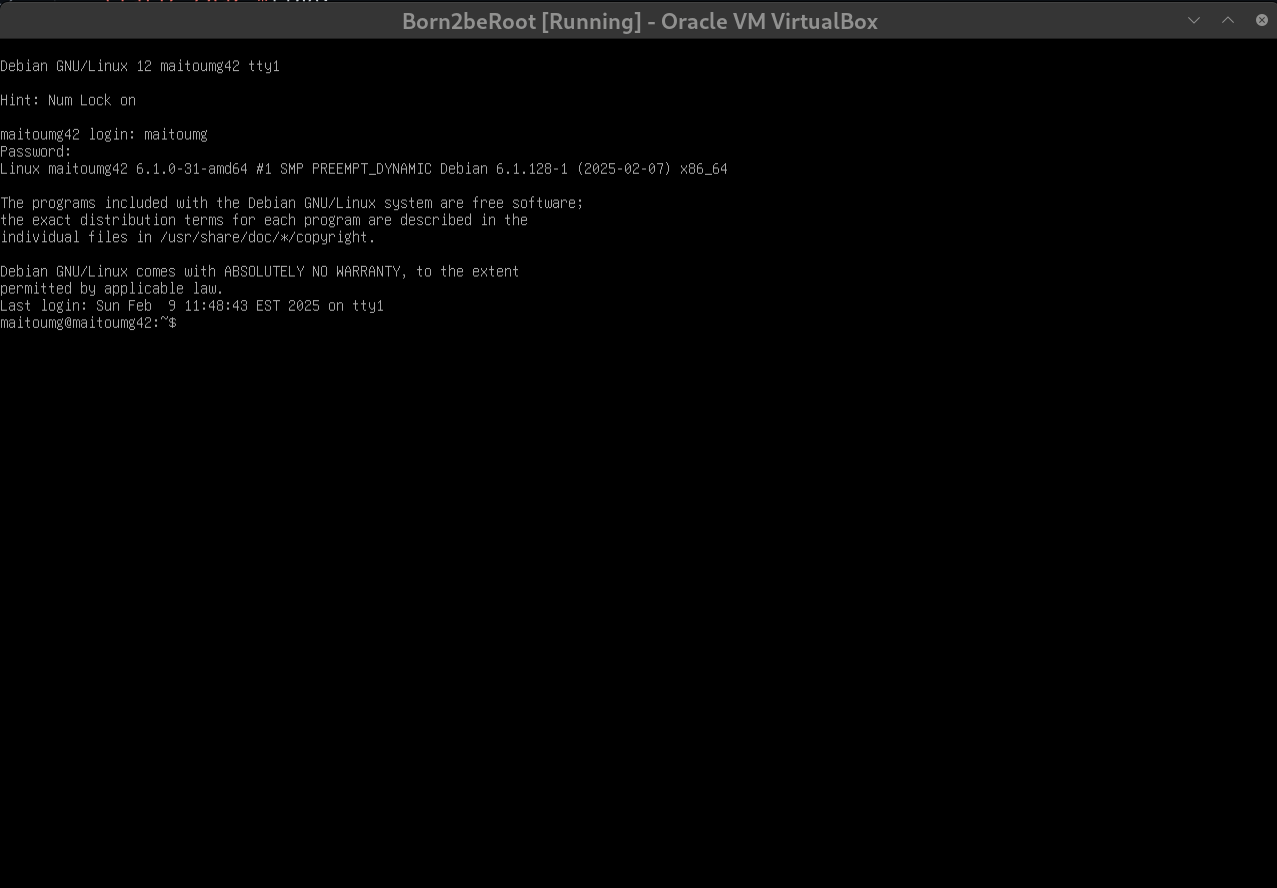 Born2beRoot [Running] - Oracle VM VirtualBox
Debian GNU/Linux 12 maitoumg42 tty1
Hint: Num Lock on
maitoumg42 login: maitoumg
Password:
Linux maitoumg42 6.1.0-31-amd64 #1 SMP PREEMPT_DYNAMIC Debian 6.1.128-1 (2025-02-07) x86_64
The programs included with the Debian GNU/Linux system are free software;
the exact distribution terms for each program are described in the
individual files in /usr/share/doc/*/copyright.
Debian GNU/Linux comes with ABSOLUTELY NO WARRANTY, to the extent
permitted by applicable law.
Last login: Sun Feb  9 11:48:43 EST 2025 on tty1
maitoumg@maitoumg42:~$